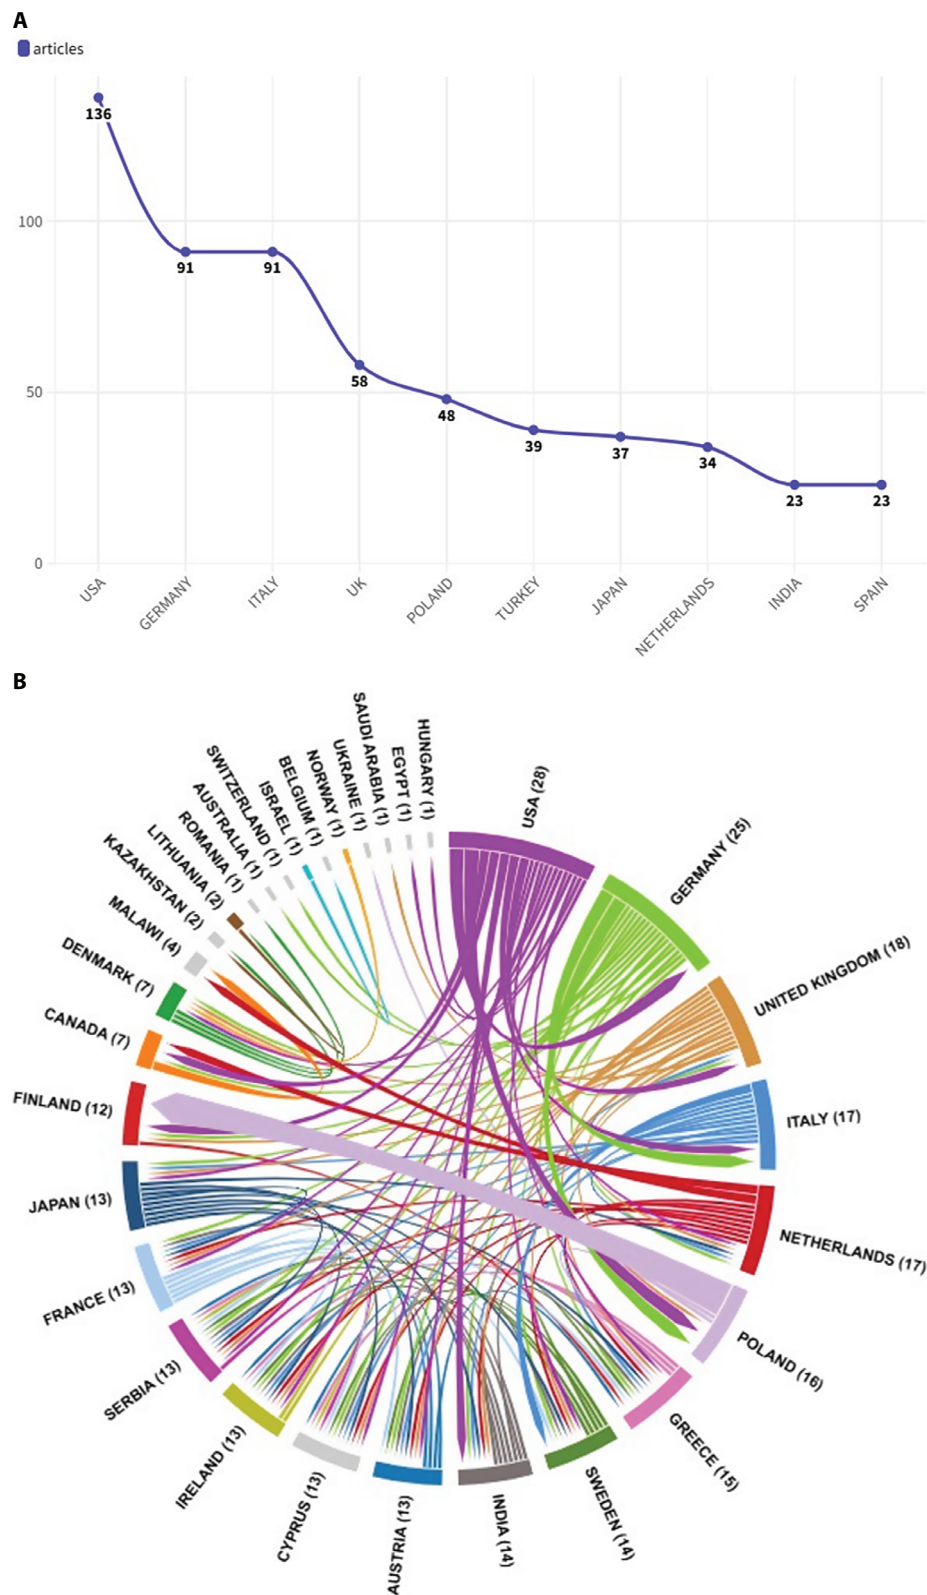 A
articles
136
100
91
91
58
50
48
39
37
34
23
23
0
USA
GERMANY
ITALY
UK
POLAND
TURKEY
JAPAN
NETHERLANDS
INDIA
SPAIN
B
USA (28)
GERMANY (25)
UNITED KINGDOM (18)
ITALY (17)
NETHERLANDS (17)
POLAND (16)
GREECE (15)
SWEDEN (14)
INDIA (14)
AUSTRIA (13)
CYPRUS (13)
IRELAND (13)
SERBIA (13)
FRANCE (13)
JAPAN (13)
FINLAND (12)
CANADA (7)
DENMARK (7)
MALAWI (4)
KAZAKHSTAN (2)
LITHUANIA (2)
ROMANIA (1)
AUSTRALIA (1)
SWITZERLAND (1)
ISRAEL (1)
BELGIUM (1)
NORWAY (1)
UKRAINE (1)
SAUDI ARABIA (1)
EGYPT (1)
HUNGARY (1)